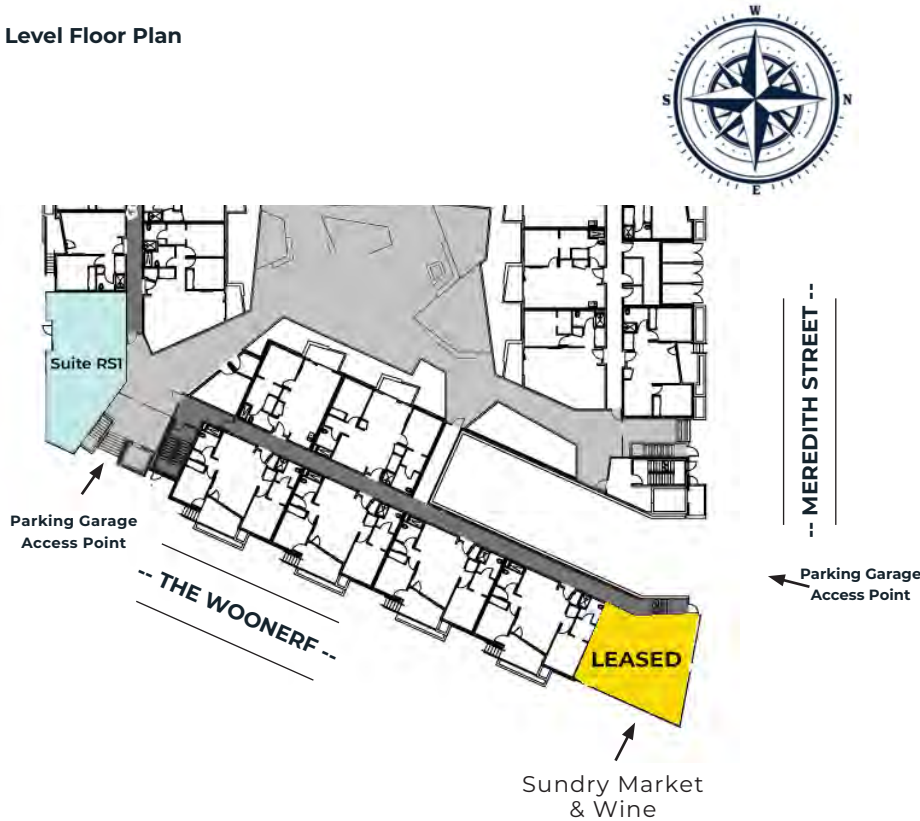 Level Floor Plan
W
S
N
E
Suite RS1
Parking Garage
Access Point
-- THE WOONERF --
-- MEREDITH STREET --
Parking Garage
Access Point
LEASED
Sundry Market
& Wine